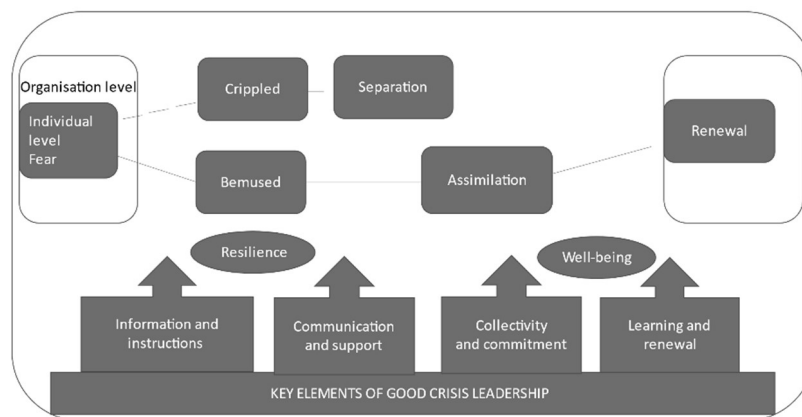 Organisation level
Individual
level
Fear
Crippled
Separation
Renewal
Bemused
Assimilation
Resilience
Well-being
Information and
instructions
Communication
and support
Collectivity
and commitment
Learning and
renewal
KEY ELEMENTS OF GOOD CRISIS LEADERSHIP